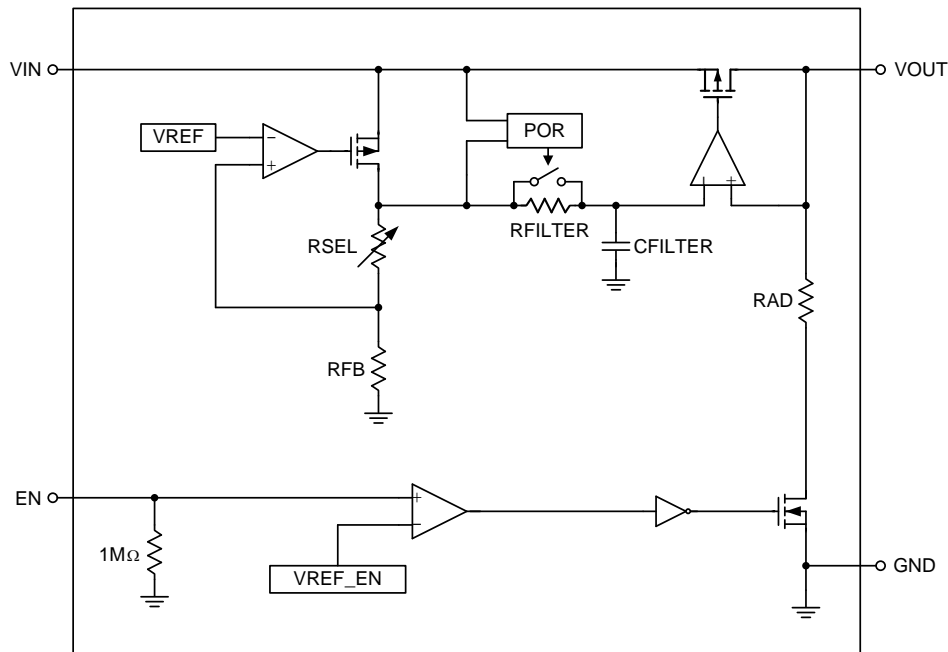 VIN
VOUT
VREF
POR
−
+
− +
RFILTER
RSEL
CFILTER
RAD
RFB
EN
+
−
1MΩ
VREF_EN
GND